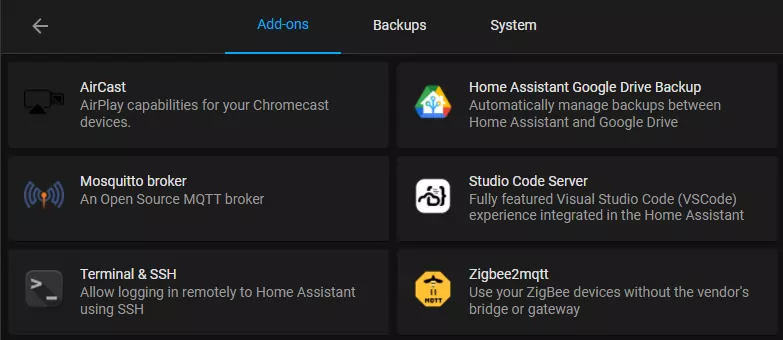 Add-ons
Backups
System
AirCast
AirPlay capabilities for your Chromecast
devices.
Home Assistant Google Drive Backup
Automatically manage backups between
Home Assistant and Google Drive
Mosquitto broker
An Open Source MQTT broker
Studio Code Server
Fully featured Visual Studio Code (VSCode)
experience integrated in the Home Assistant
Terminal & SSH
Allow logging in remotely to Home Assistant
using SSH
MQTT
Zigbee2mqtt
Use your ZigBee devices without the vendor's
bridge or gateway